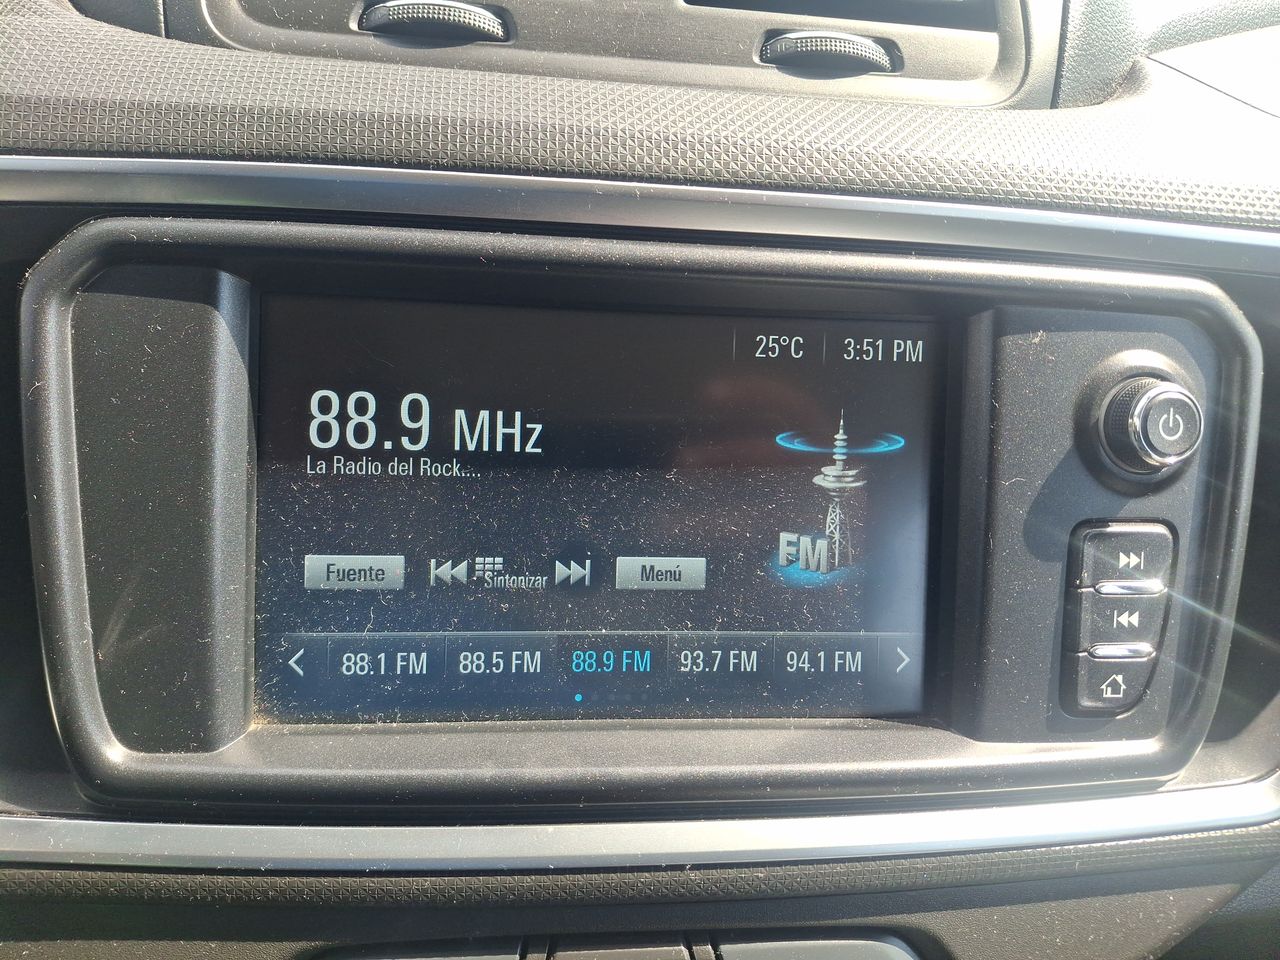 25°C 3:51 PM
88.9 MHz
La Radio del Rock....
FM
Fuente Sintonizar Menú
88.1 FM 88.5 FM 88.9 FM 93.7 FM 94.1 FM